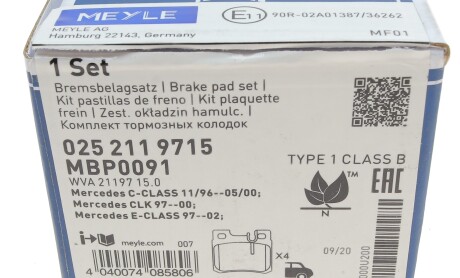 MEYLE
MEYLE AG
Hamburg 22143, Germany
E11 90R-02A01387/36262
MF01
1 Set
Bremsbelagsatz | Brake pad set |
Kit pastillas de freno | Kit plaquette
frein | Zest. okładzin hamulc. |
Комплект тормозных колодок
025 211 9715
MBP0091
WVA 21197 15.0
Mercedes C-CLASS 11/96--05/00;
Mercedes CLK 97--00;
Mercedes E-CLASS 97--02;
TYPE 1 CLASS B
TM
N
EAC
meyle.com 007
4 040074 085806
X4
09/20
000U200